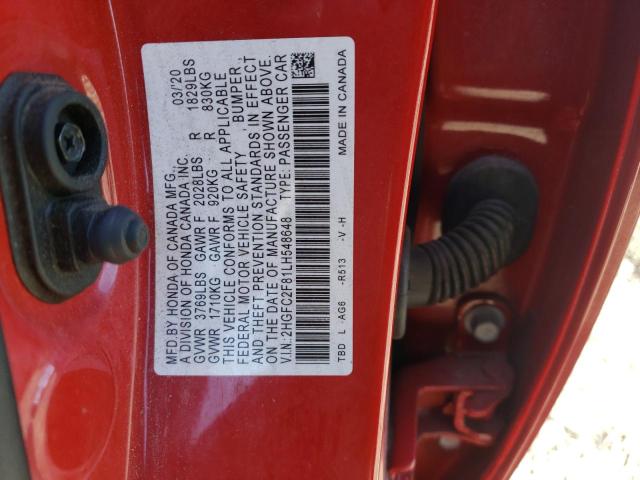 MFD.BY HONDA OF CANADA MFG. 03/'20
A DIVISION OF HONDA CANADA INC.
GVWR 3769LBS GAWR F 2028LBS R 1829LBS
GVWR 1710KG GAWR F 920KG R 830KG
THIS VEHICLE CONFORMS TO ALL APPLICABLE
FEDERAL MOTOR VEHICLE SAFETY , BUMPER,
AND THEFT PREVENTION STANDARDS IN EFFECT
ON THE DATE OF MANUFACTURE SHOWN ABOVE.
V.I.N:2HGFC2F81LH548648 TYPE: PASSENGER CAR
TBD L -AG6 -R513 -V -H MADE IN CANADA